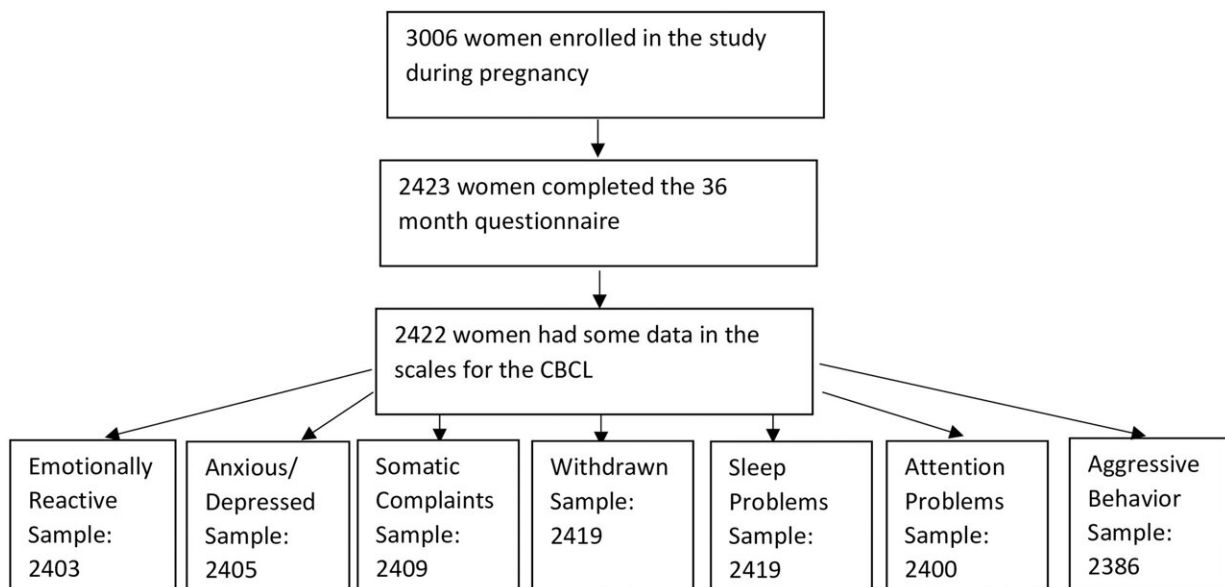 3006 women enrolled in the study
during pregnancy
2423 women completed the 36
month questionnaire
2422 women had some data in the
scales for the CBCL
Emotionally
Reactive
Sample:
2403
Anxious/
Depressed
Sample:
2405
Somatic
Complaints
Sample:
2409
Withdrawn
Sample:
2419
Sleep
Problems
Sample:
2419
Attention
Problems
Sample:
2400
Aggressive
Behavior
Sample:
2386